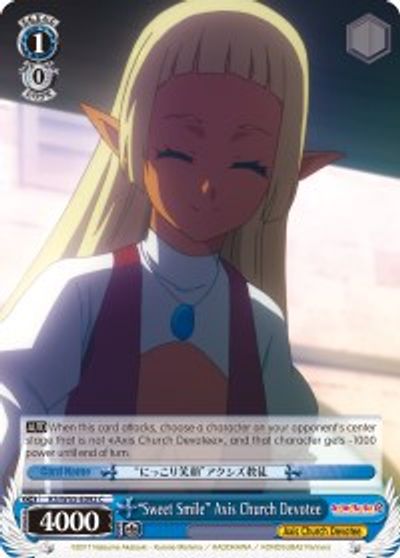 1
0
AUTO When this card attacks, choose a character on your opponent's center
stage that is not «Axis Church Devotee», and that character gets -1000
power until end of turn.
Card Name
"にっこり笑顔" アクシズ教徒
4000
"Sweet Smile" Axis Church Devotee
Axis Church Devotee